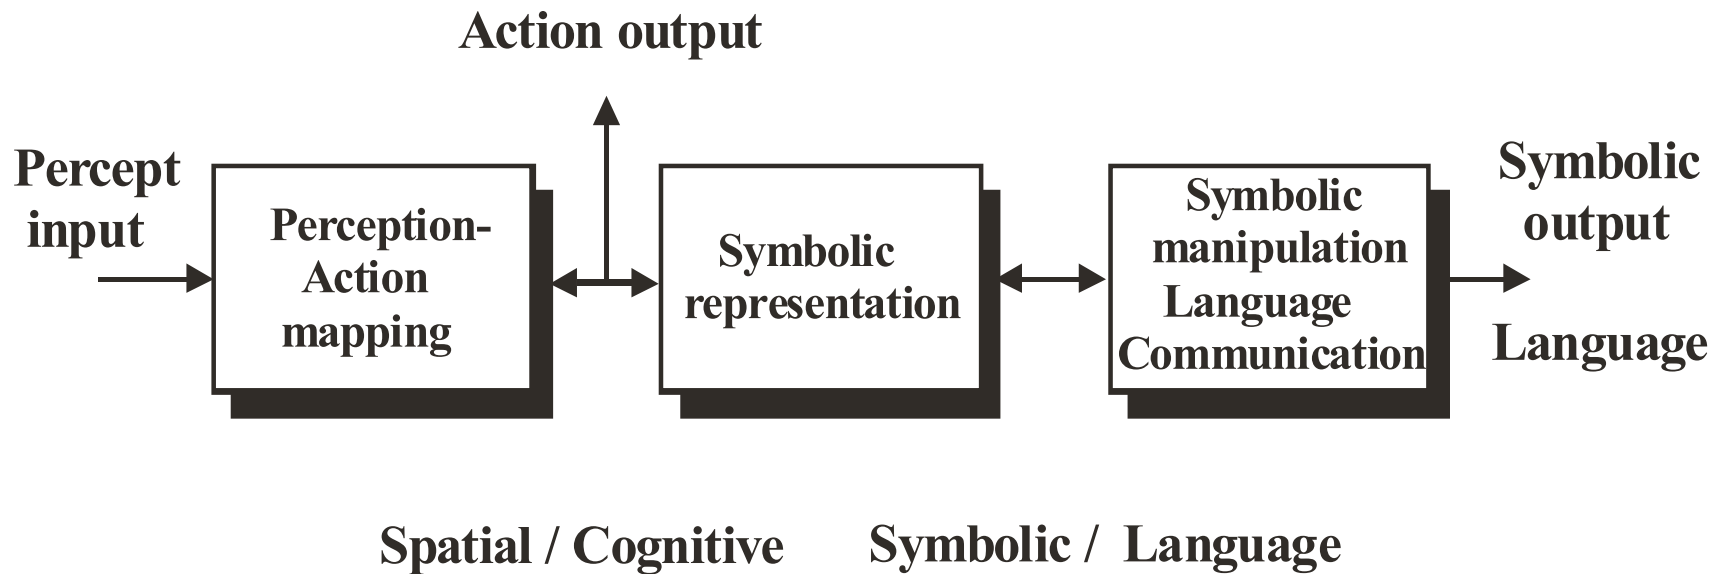 Action output
Percept
input
Perception-
Action
mapping
Symbolic
representation
Symbolic
manipulation
Language
Communication
Symbolic
output
Language
Spatial / Cognitive
Symbolic / Language